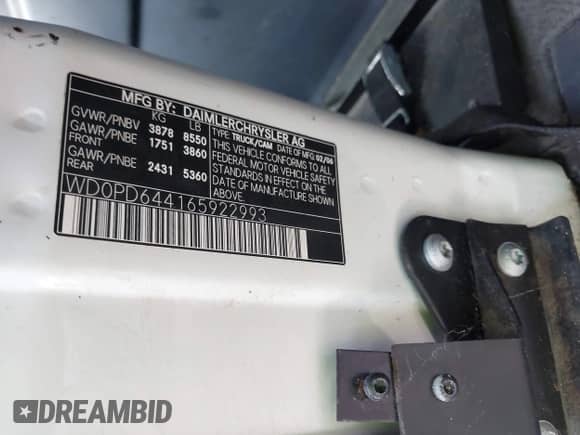 MFG BY: DAIMLERCHRYSLER AG
KG LB TYPE TRUCK/CAM DATE OF MFG 02/06
GVWR/PNBV 3878 8550 THIS VEHICLE CONFORMS TO ALL
GAWR/PNBE 1751 3860 FEDERAL MOTOR VEHICLE SAFETY
FRONT STANDARDS IN EFFECT ON THE
GAWR/PNBE 2431 5360 DATE OF MANUFACTURE SHOWN
REAR ABOVE.
WD0PD644165922993
DREAMBID